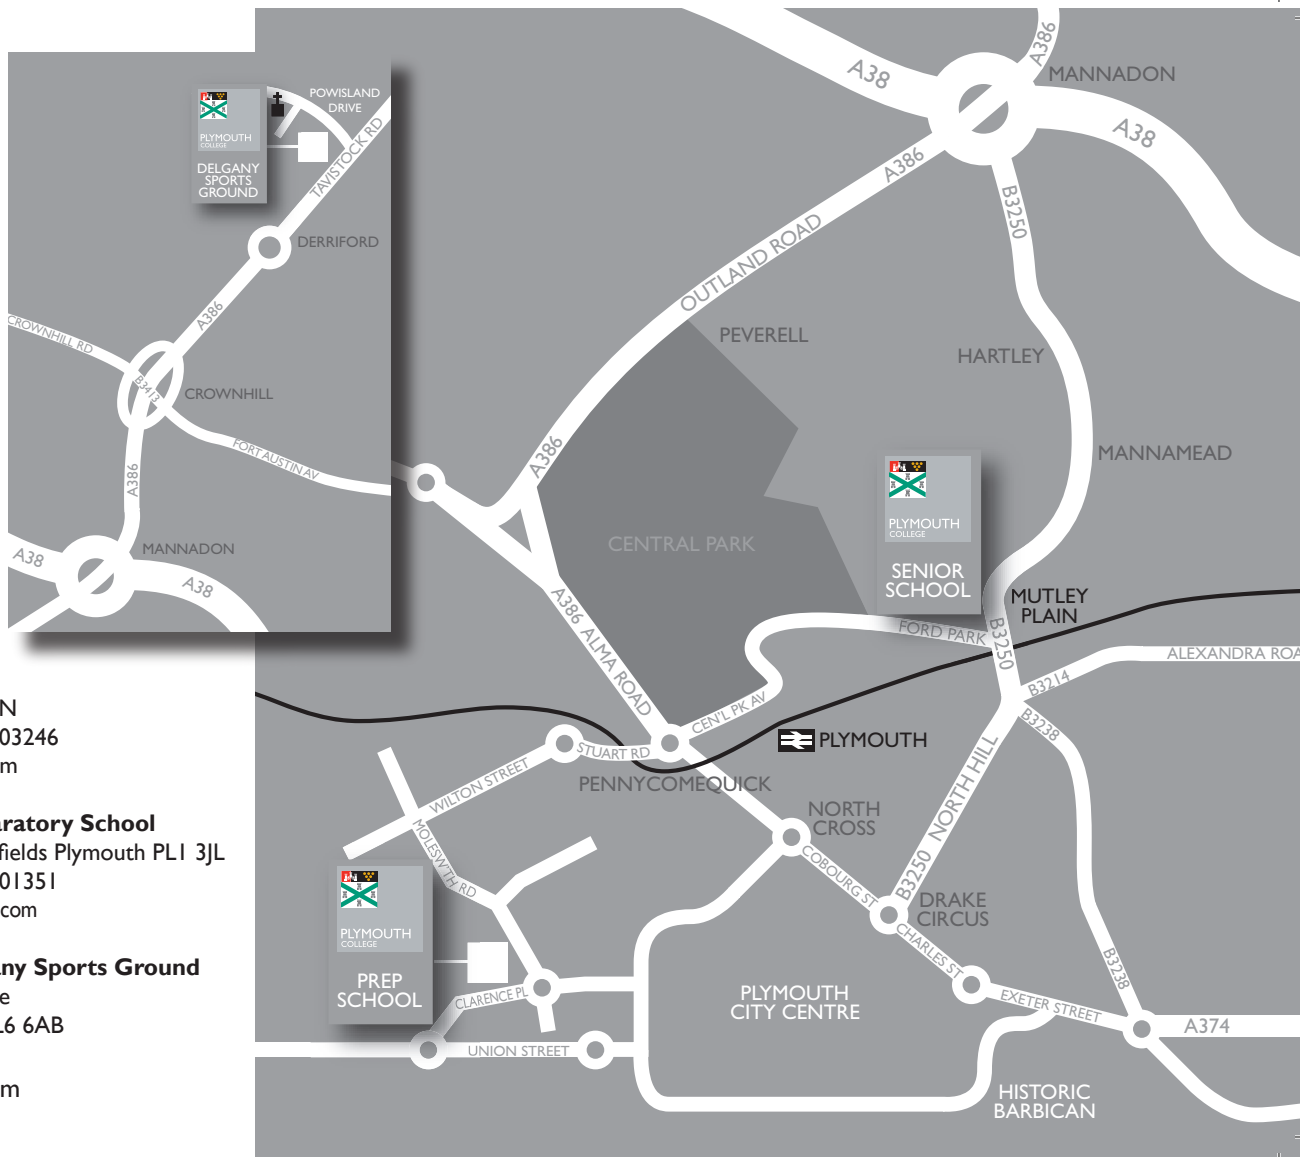 A386
MANNADON
A38
A38
A386
B3250
OUTLAND ROAD
PEVERELL
HARTLEY
MANNAMEAD
A386
CENTRAL PARK
PLYMOUTH
COLLEGE
SENIOR
SCHOOL
MUTLEY
PLAIN
FORD PARK
B3250
ALEXANDRA ROA
B3214
B3238
A386 ALMA ROAD
CEN'L PK AV
PLYMOUTH
STUART RD
PENNYCOMEQUICK
WILTON STREET
NORTH
CROSS
B3250 NORTH HILL
MOLESWTH RD
COBOURG ST
DRAKE
CIRCUS
CHARLES ST
B3238
PLYMOUTH
COLLEGE
PREP
SCHOOL
CLARENCE PL
PLYMOUTH
CITY CENTRE
EXETER STREET
A374
UNION STREET
HISTORIC
BARBICAN
POWISLAND
DRIVE
PLYMOUTH
COLLEGE
DELGANY
SPORTS
GROUND
TAVISTOCK RD
DERRIFORD
A386
CROWNHILL RD
B3413
CROWNHILL
FORT AUSTIN AV
A386
MANNADON
A38
A38
N
03246
m
aratory School
fields Plymouth PL1 3JL
01351
.com
any Sports Ground
e
L6 6AB
m